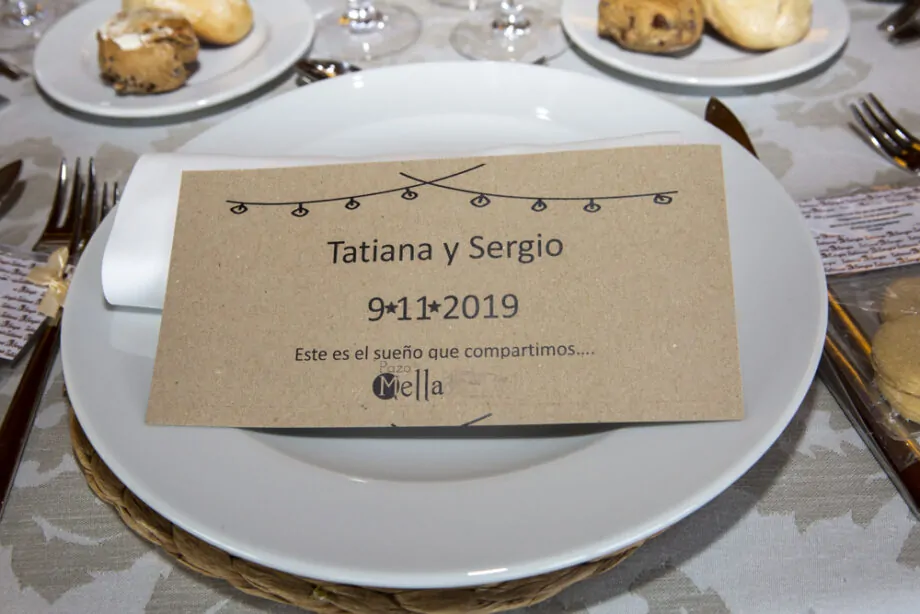 Tatiana y Sergio
9★11★2019
Este es el sueño que compartimos....
Pazo
Mella